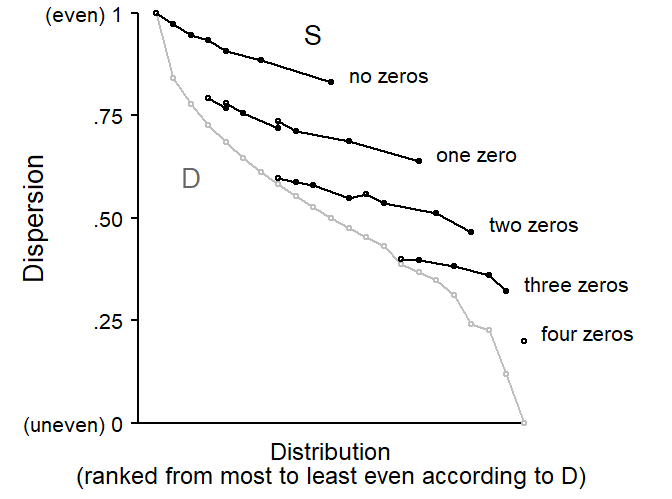 (even) 1
S
no zeros
.75
one zero
D
Dispersion
.50
two zeros
three zeros
.25
four zeros
(uneven) 0
Distribution
(ranked from most to least even according to D)